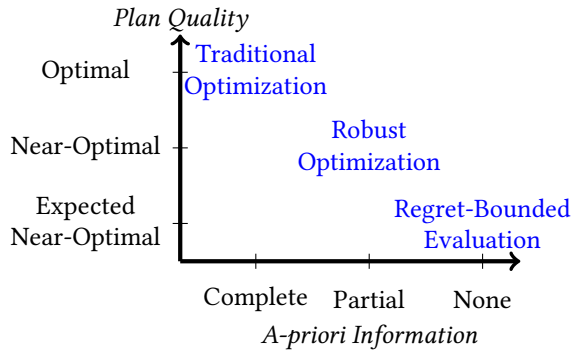 Plan Quality
Traditional
Optimization
Optimal
Robust
Optimization
Near-Optimal
Expected
Near-Optimal
Regret-Bounded
Evaluation
Complete
Partial
None
A-priori Information